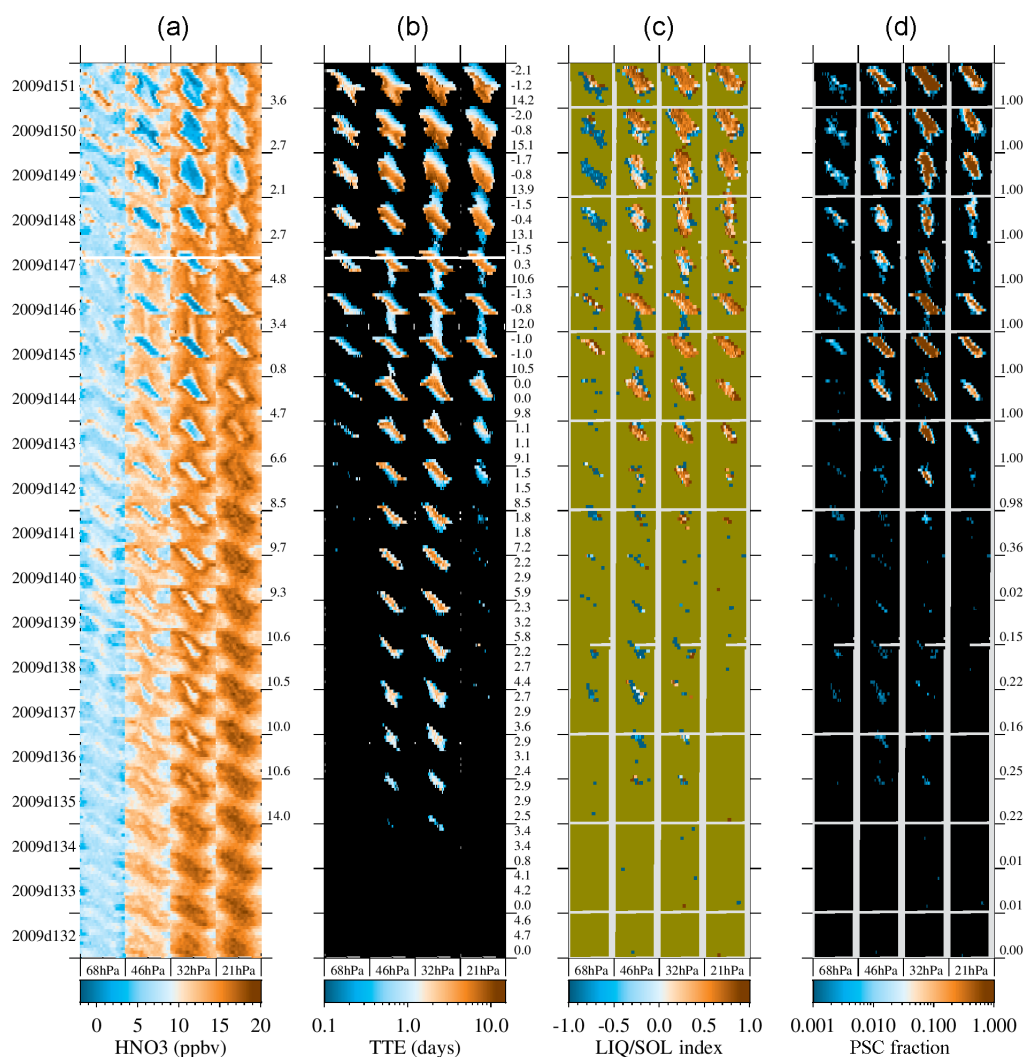 (a) (b) (c) (d)
-2.1
2009d151 -1.2
3.6 14.2 1.00
-2.0
2009d150 -0.8
2.7 15.1 1.00
-1.7
2009d149 -0.8
2.1 13.9 1.00
-1.5
2009d148 -0.4
2.7 13.1 1.00
-1.5
2009d147 0.3
4.8 10.6 1.00
-1.3
2009d146 -0.8
3.4 12.0 1.00
-1.0
2009d145 -1.0
0.8 10.5 1.00
0.0
2009d144 0.0
4.7 9.8 1.00
1.1
2009d143 1.1
6.6 9.1 1.00
1.5
2009d142 1.5
8.5 8.5 0.98
1.8
2009d141 1.8
9.7 7.2 0.36
2.2
2009d140 2.9
9.3 5.9 0.02
2.3
2009d139 3.2
10.6 5.8 0.15
2.2
2009d138 2.7
10.5 4.4 0.22
2.7
2009d137 2.9
10.0 3.6 0.16
2.9
2009d136 3.1
10.6 2.4 0.25
2.9
2009d135 2.9
14.0 2.5 0.22
3.4
2009d134 3.4
0.8 0.01
4.1
2009d133 4.2
0.0 0.01
4.6
2009d132 4.7
0.0 0.00
68hPa 46hPa 32hPa 21hPa 68hPa 46hPa 32hPa 21hPa 68hPa 46hPa 32hPa 21hPa 68hPa 46hPa 32hPa 21hPa
0 5 10 15 20 0.1 1.0 10.0 -1.0 -0.5 0.0 0.5 1.0 0.001 0.010 0.100 1.000
HNO3 (ppbv) TTE (days) LIQ/SOL index PSC fraction